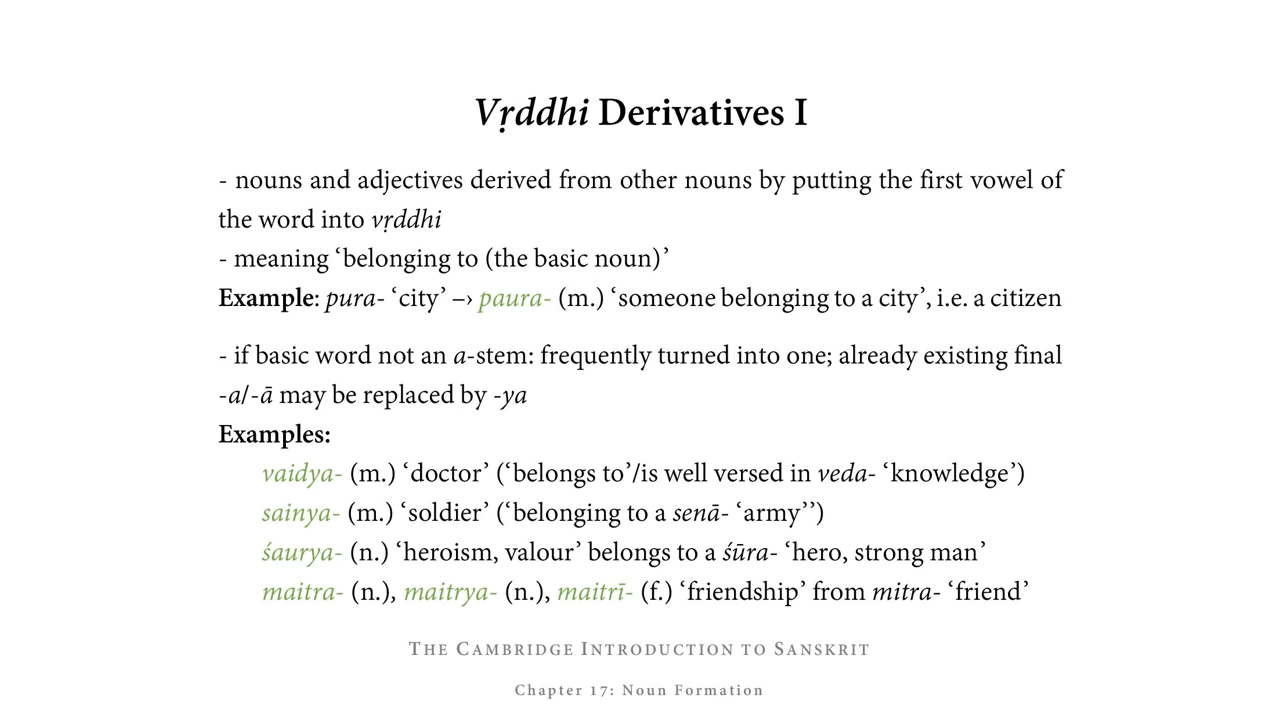 Vṛddhi Derivatives I
- nouns and adjectives derived from other nouns by putting the first vowel of
the word into vṛddhi
- meaning ‘belonging to (the basic noun)’
Example: pura- ‘city’ –› paura- (m.) ‘someone belonging to a city’, i.e. a citizen
- if basic word not an a-stem: frequently turned into one; already existing final
-a/-ā may be replaced by -ya
Examples:
vaidya- (m.) ‘doctor’ (‘belongs to’/is well versed in veda- ‘knowledge’)
sainya- (m.) ‘soldier’ (‘belonging to a senā- ‘army’’)
śaurya- (n.) ‘heroism, valour’ belongs to a śūra- ‘hero, strong man’
maitra- (n.), maitrya- (n.), maitrī- (f.) ‘friendship’ from mitra- ‘friend’
The Cambridge Introduction to Sanskrit
Chapter 17: Noun Formation